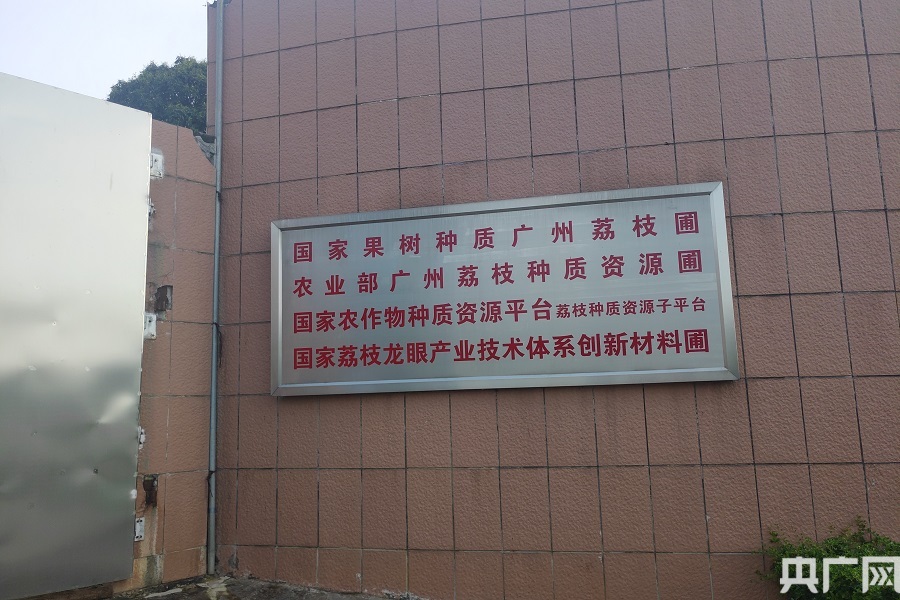 国家果树种质广州荔枝圃
农业部广州荔枝种质资源圃
国家农作物种质资源平台荔枝种质资源子平台
国家荔枝龙眼产业技术体系创新材料圃
央广网